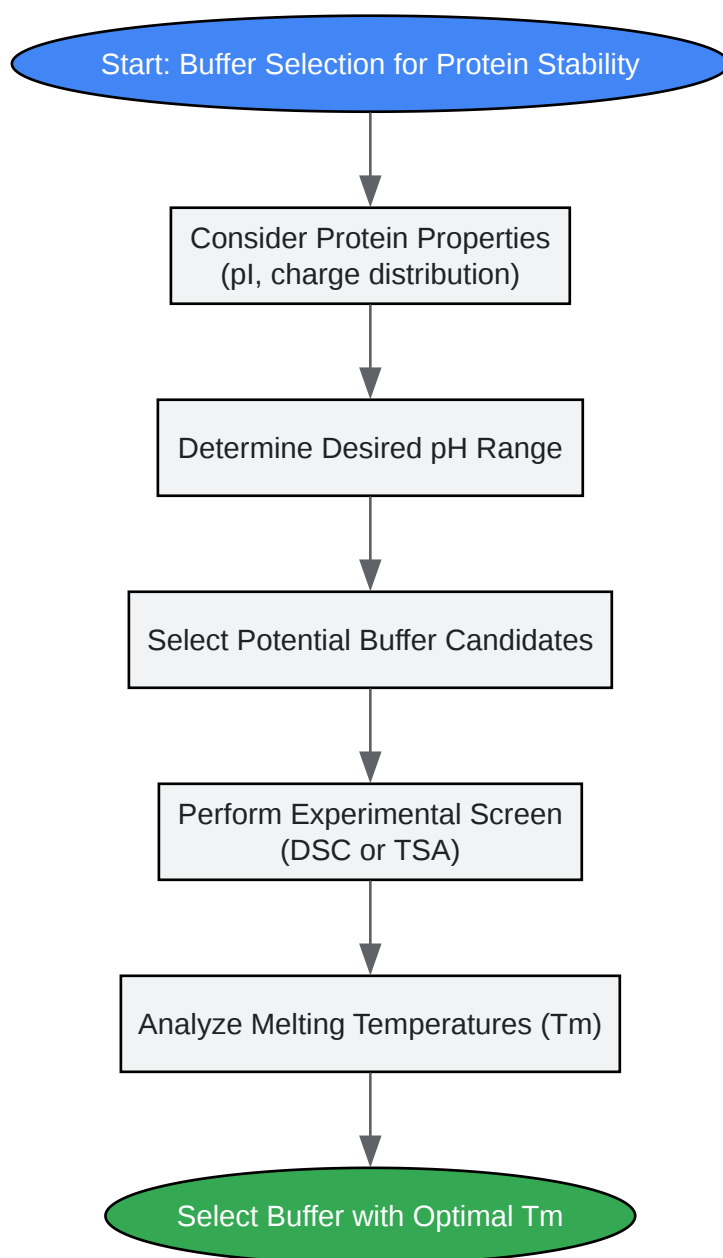 Start: Buffer Selection for Protein Stability
Consider Protein Properties
(pI, charge distribution)
Determine Desired pH Range
Select Potential Buffer Candidates
Perform Experimental Screen
(DSC or TSA)
Analyze Melting Temperatures (Tm)
Select Buffer with Optimal Tm